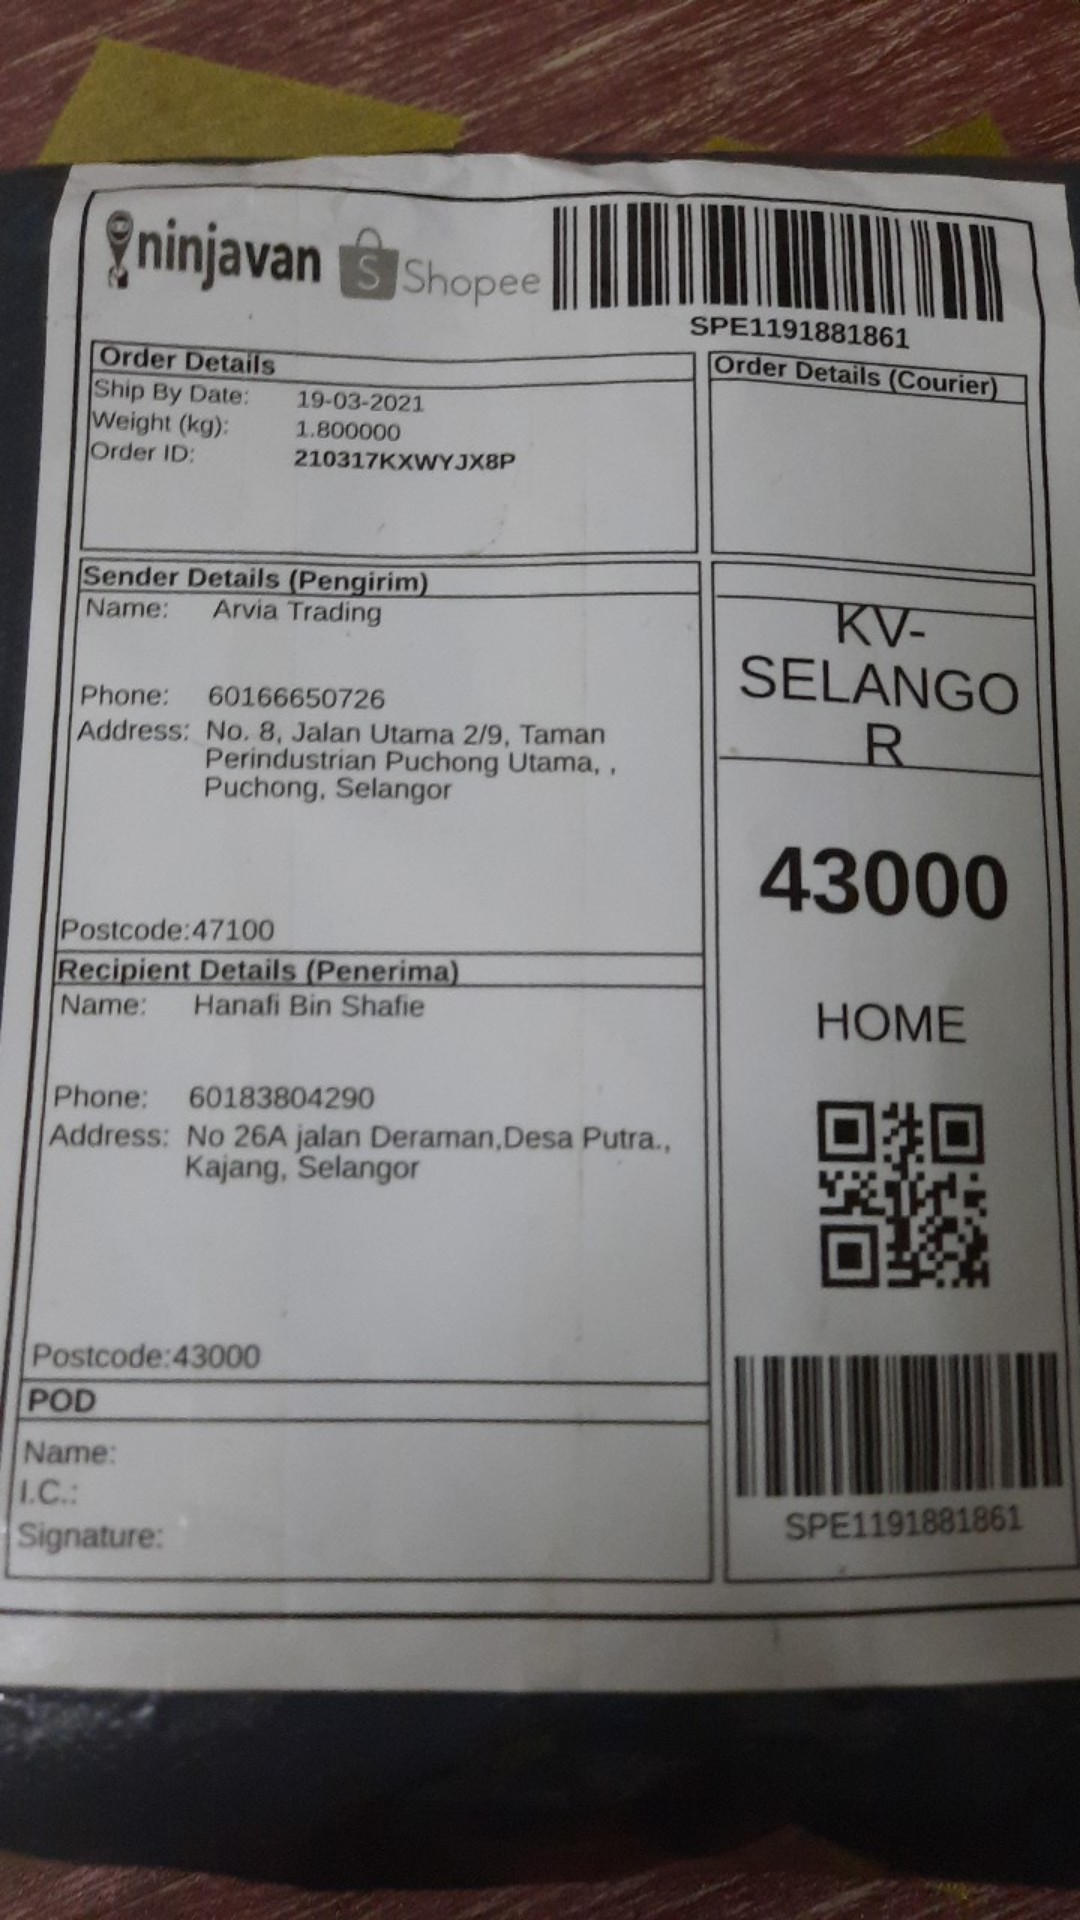 ninjavan S Shopee
SPE1191881861
Order Details
Ship By Date: 19-03-2021
Weight (kg): 1.800000
Order ID: 210317KXWYJX8P
Order Details (Courier)
Sender Details (Pengirim)
Name: Arvia Trading
Phone: 60166650726
Address: No. 8, Jalan Utama 2/9, Taman
Perindustrian Puchong Utama, ,
Puchong, Selangor
Postcode:47100
Recipient Details (Penerima)
Name: Hanafi Bin Shafie
Phone: 60183804290
Address: No 26A jalan Deraman,Desa Putra.,
Kajang, Selangor
Postcode:43000
POD
Name:
I.C.:
Signature:
KV-
SELANGO
R
43000
HOME
SPE1191881861